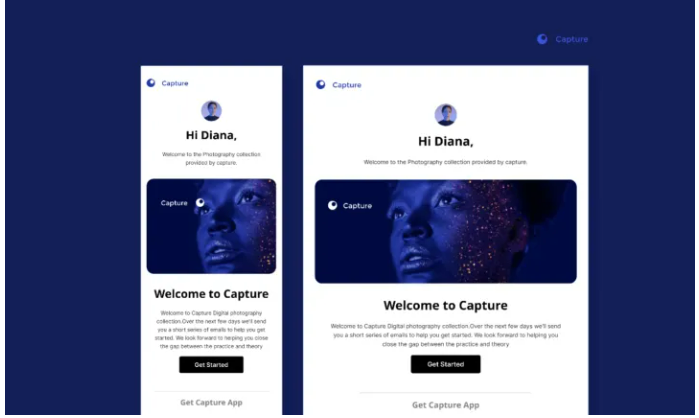 Capture
Capture
Hi Diana,
Welcome to the Photography collection
provided by capture.
Capture
Welcome to Capture
Welcome to Capture Digital photography
collection.Over the next few days we'll send
you a short series of emails to help you get
started. We look forward to helping you close
the gap between the practice and theory
Get Started
Get Capture App
Capture
Hi Diana,
Welcome to the Photography collection provided by capture.
Capture
Welcome to Capture
Welcome to Capture Digital photography collection.Over the next few days we'll send
you a short series of emails to help you get started. We look forward to helping you
close the gap between the practice and theory
Get Started
Get Capture App